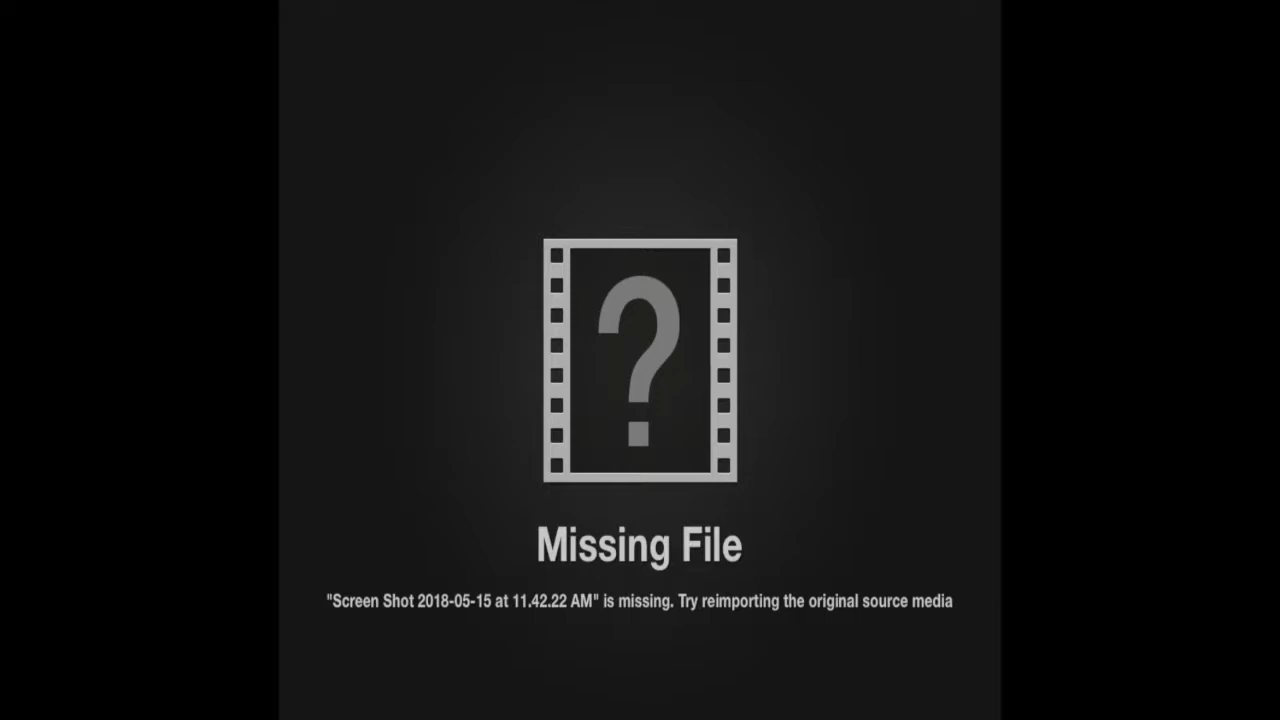 ?
Missing File
"Screen Shot 2018-05-15 at 11.42.22 AM" is missing. Try reimporting the original source media